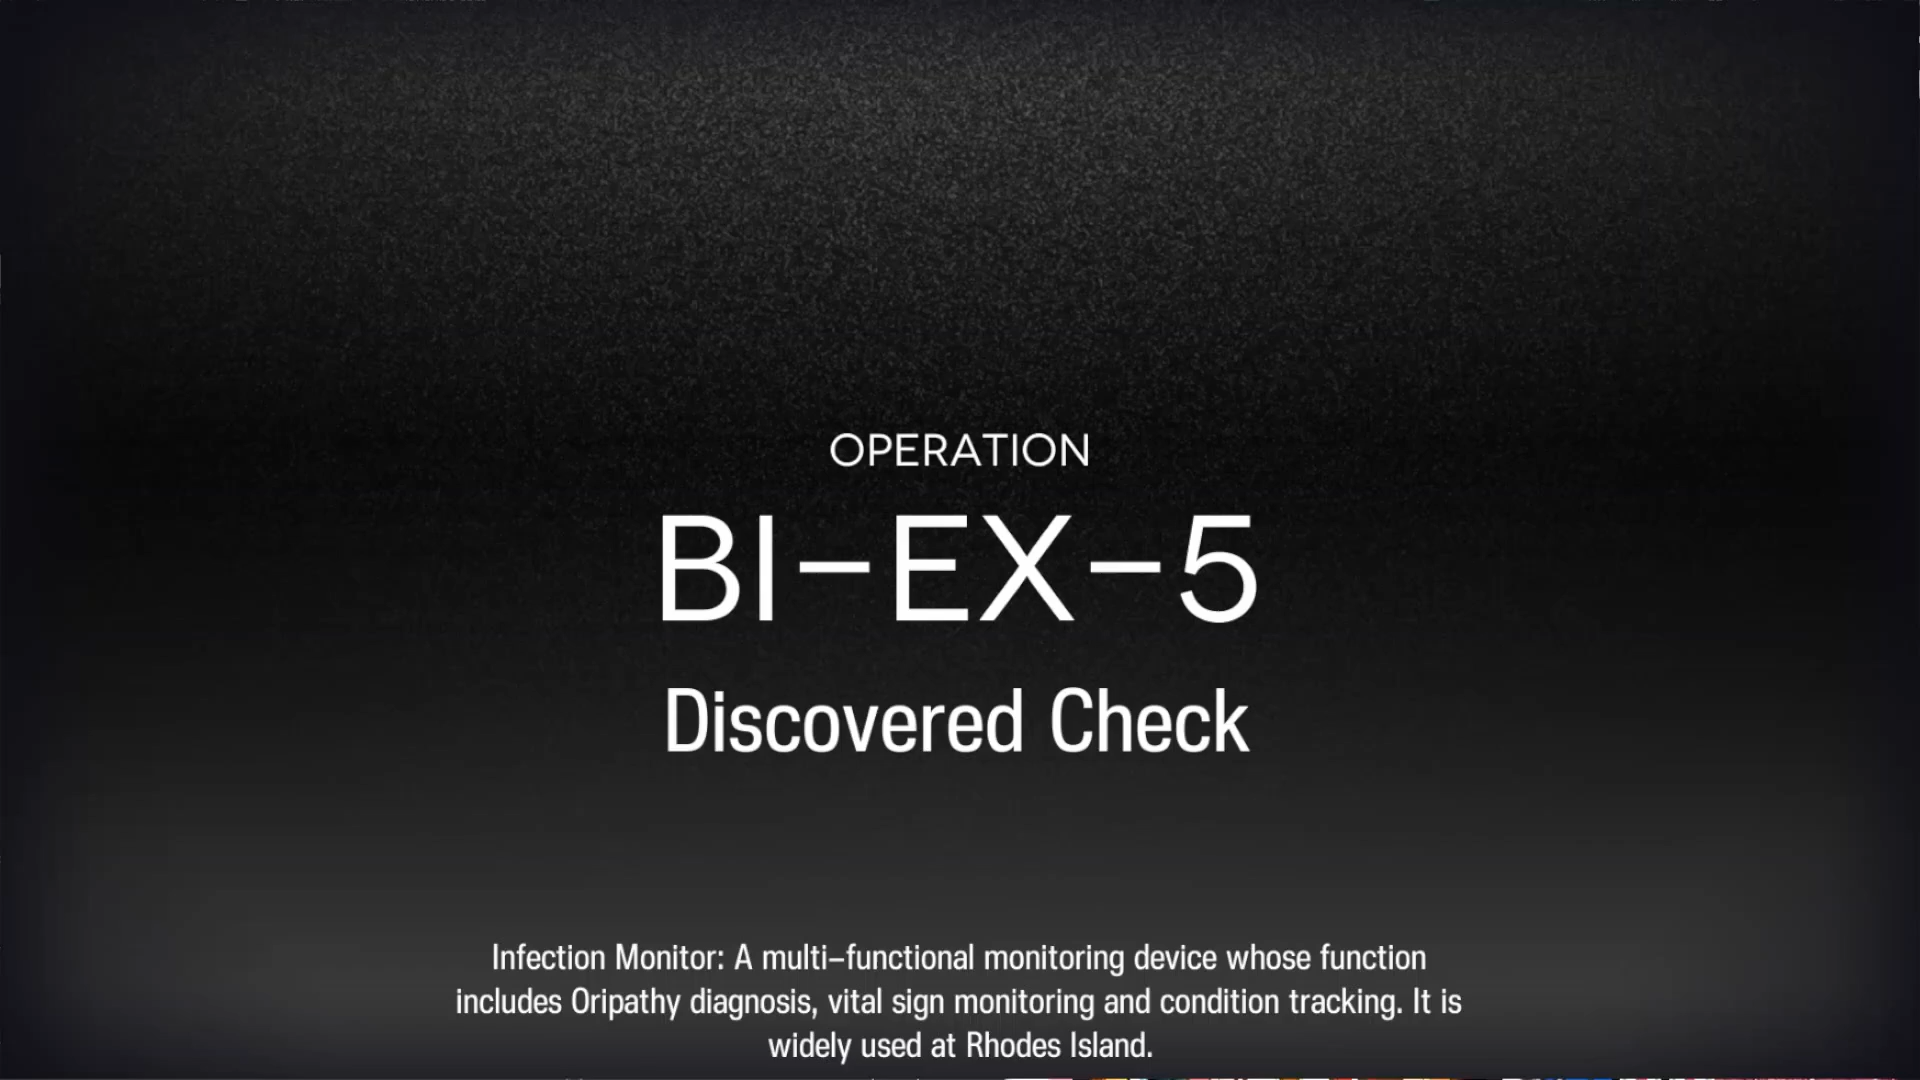 OPERATION
BI-EX-5
Discovered Check
Infection Monitor: A multi-functional monitoring device whose function
includes Oripathy diagnosis, vital sign monitoring and condition tracking. It is
widely used at Rhodes Island.